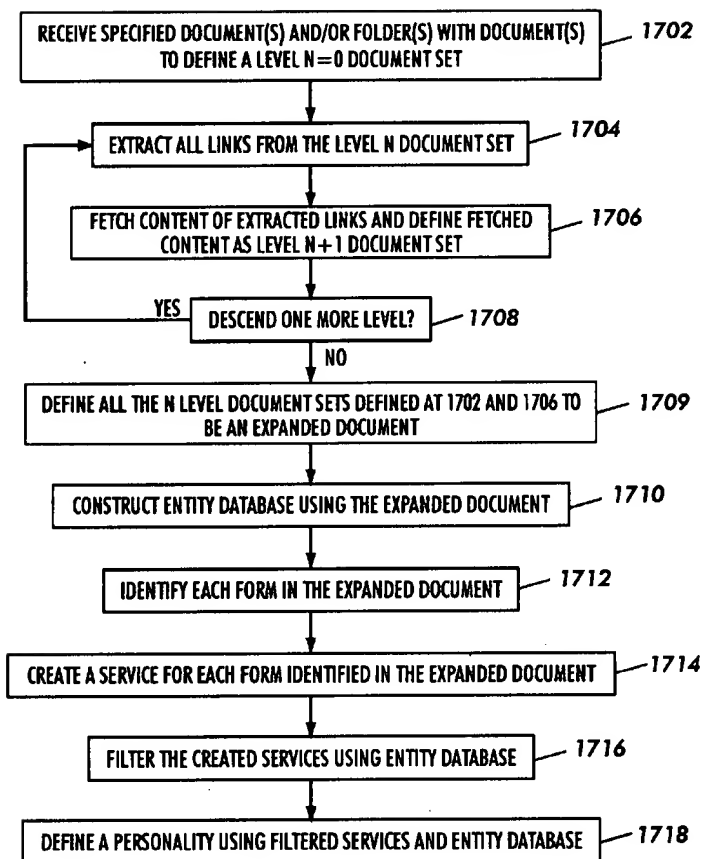 RECEIVE SPECIFIED DOCUMENT(S) AND/OR FOLDER(S) WITH DOCUMENT(S)
TO DEFINE A LEVEL N=0 DOCUMENT SET
1702
EXTRACT ALL LINKS FROM THE LEVEL N DOCUMENT SET
1704
FETCH CONTENT OF EXTRACTED LINKS AND DEFINE FETCHED
CONTENT AS LEVEL N+1 DOCUMENT SET
1706
YES
DESCEND ONE MORE LEVEL?
1708
NO
DEFINE ALL THE N LEVEL DOCUMENT SETS DEFINED AT 1702 AND 1706 TO
BE AN EXPANDED DOCUMENT
1709
CONSTRUCT ENTITY DATABASE USING THE EXPANDED DOCUMENT
1710
IDENTIFY EACH FORM IN THE EXPANDED DOCUMENT
1712
CREATE A SERVICE FOR EACH FORM IDENTIFIED IN THE EXPANDED DOCUMENT
1714
FILTER THE CREATED SERVICES USING ENTITY DATABASE
1716
DEFINE A PERSONALITY USING FILTERED SERVICES AND ENTITY DATABASE
1718